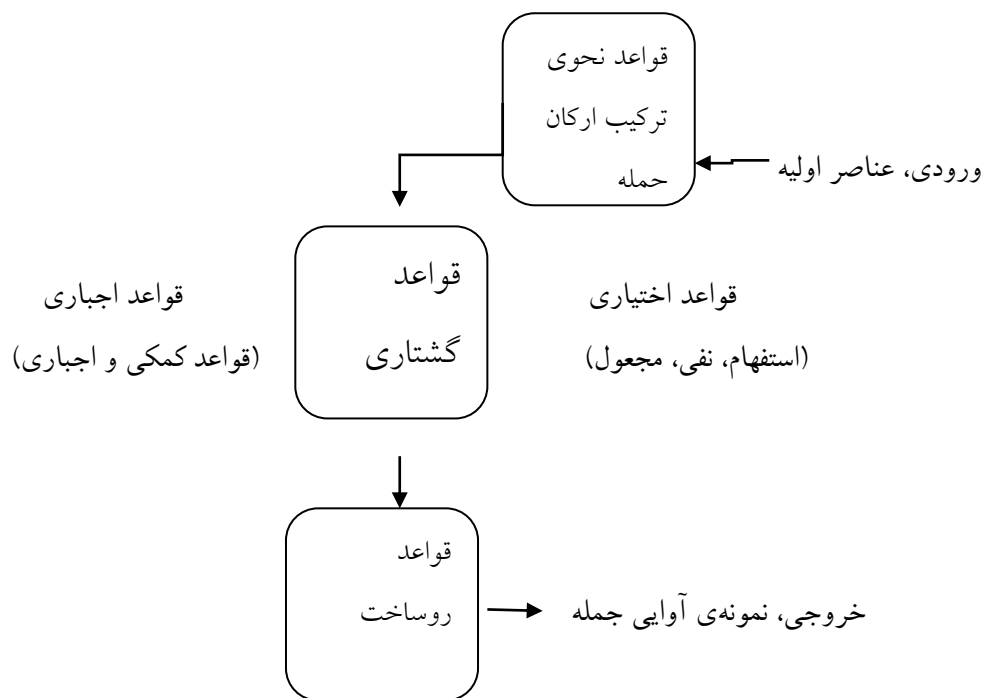 قواعد نحوی
ترکیب ارکان
حمله
ورودی، عناصر اولیه
قواعد
گشتاری
قواعد اختیاری
(استفهام، نفی، مجعول)
قواعد اجباری
(قواعد کمکی و اجباری)
قواعد
روساخت
خروجی، نمونه‌ی آوایی جمله